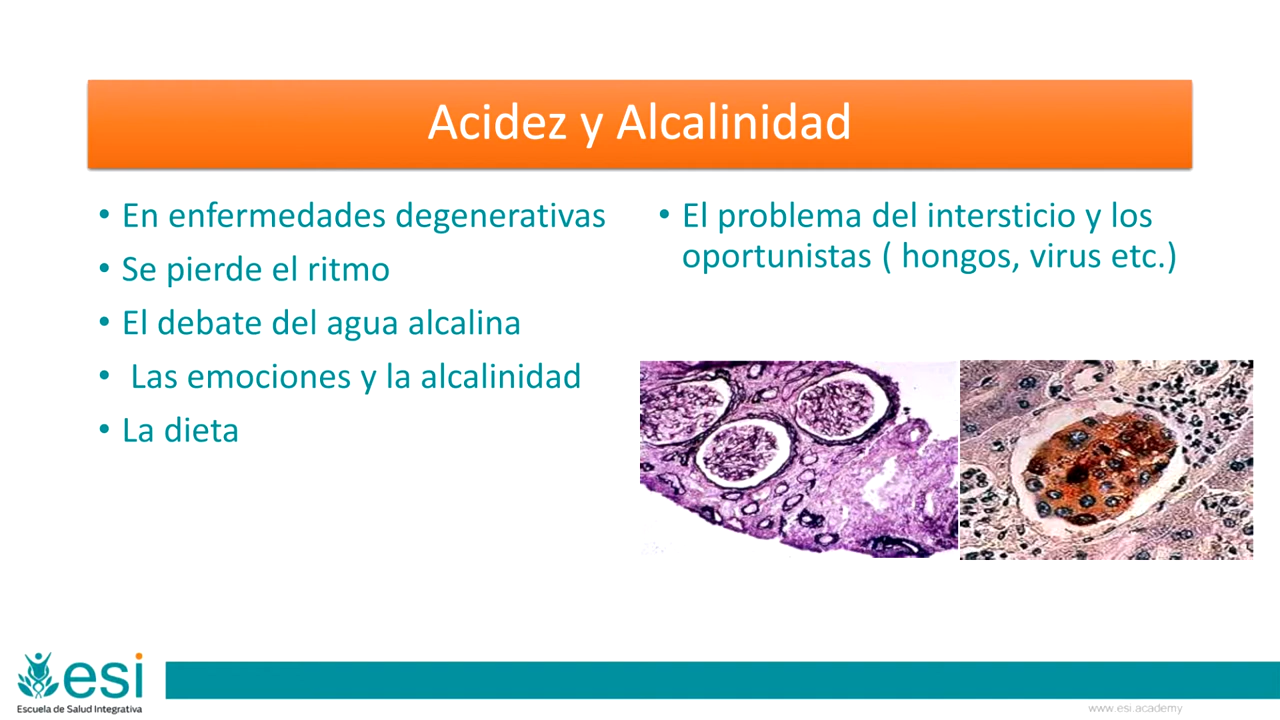 Acidez y Alcalinidad
• En enfermedades degenerativas
• Se pierde el ritmo
• El debate del agua alcalina
• Las emociones y la alcalinidad
• La dieta
• El problema del intersticio y los
oportunistas ( hongos, virus etc.)
esi
Escuela de Salud Integrativa
www.esi.academy